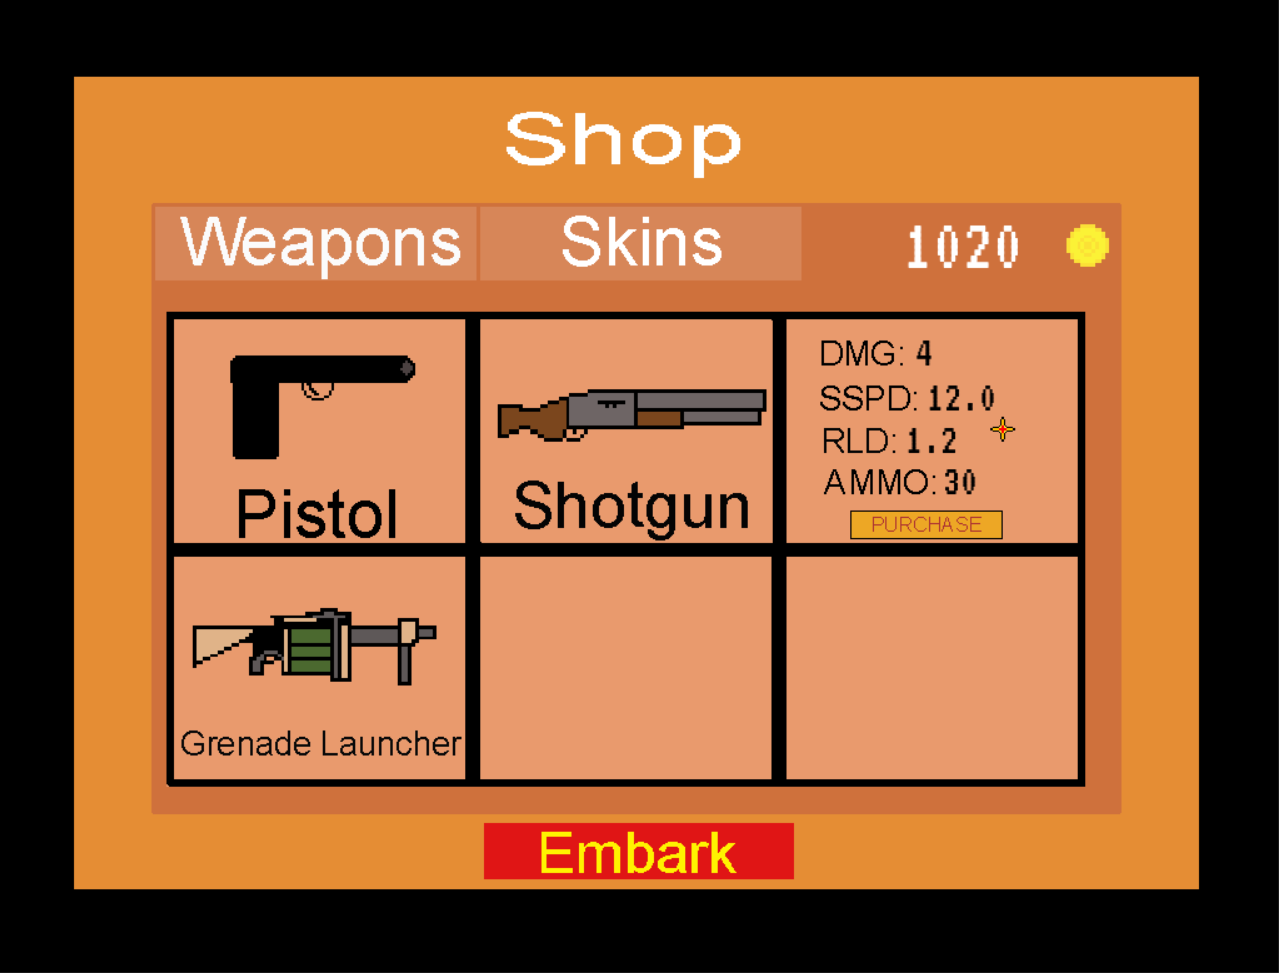 Shop
Weapons
Skins
1020
Pistol
Shotgun
DMG: 4
SSPD: 12.0
RLD: 1.2
AMMO: 30
PURCHASE
Grenade Launcher
Embark